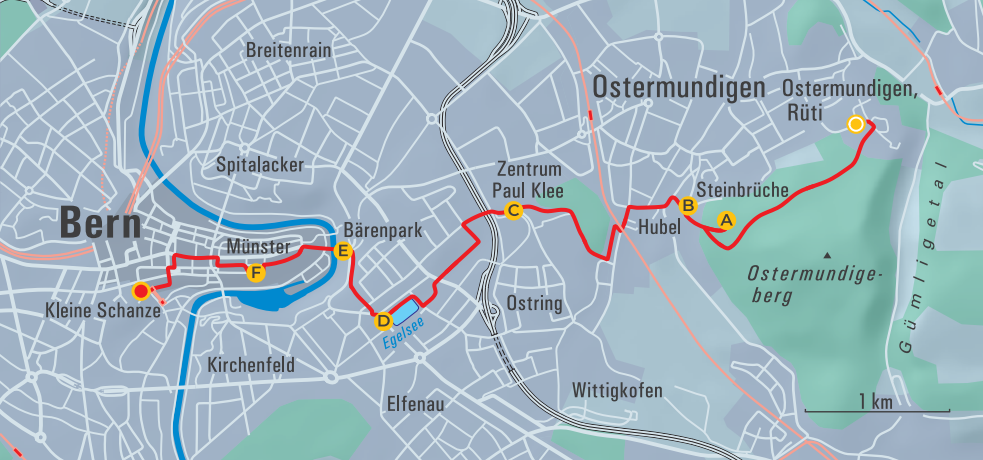 Breitenrain
Ostermundigen
Ostermundigen,
Rüti
Spitalacker
Zentrum
Paul Klee
C
Steinbrüche
B
A
Hubel
Bern
Münster
Bärenpark
E
F
Kleine Schanze
D
Egelsee
Ostring
Ostermundige-
berg
Gümligetal
Kirchenfeld
Elfenau
Wittigkofen
1 km